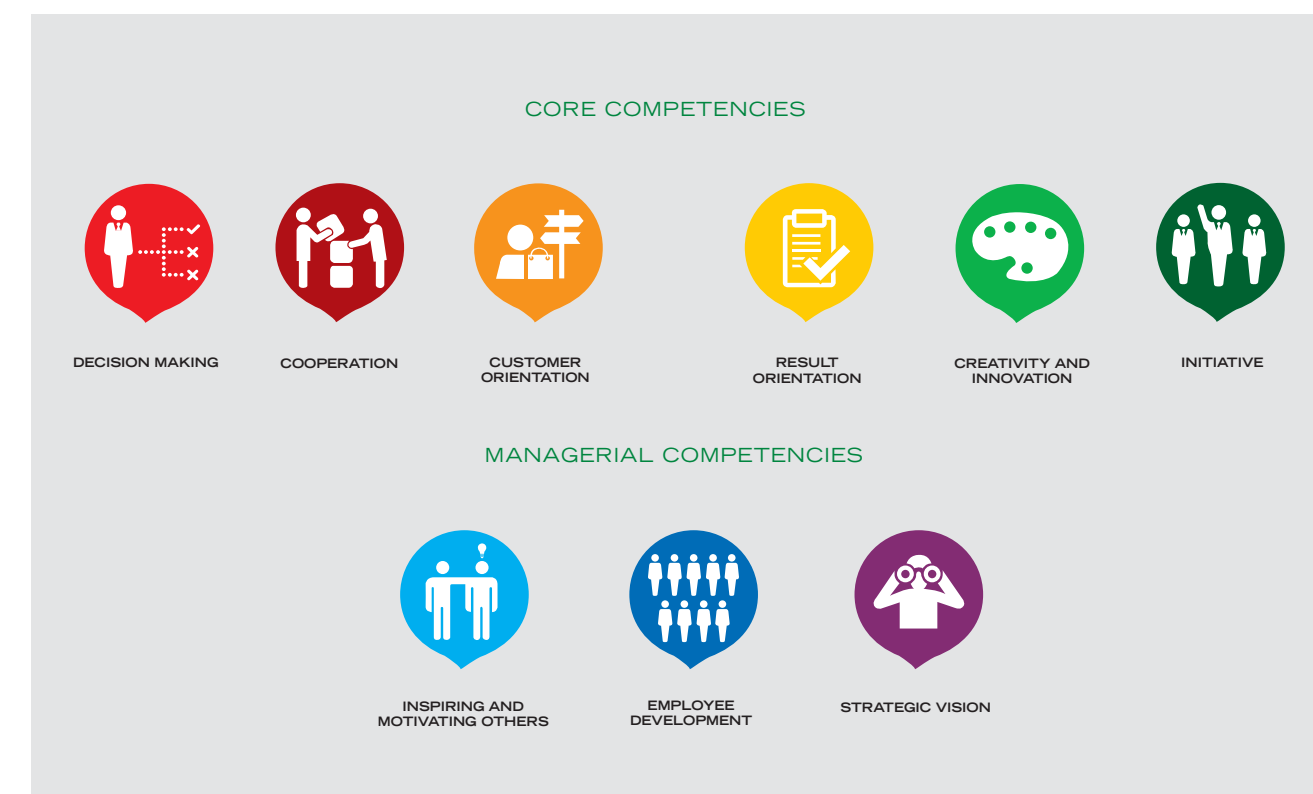 CORE COMPETENCIES
DECISION MAKING
COOPERATION
CUSTOMER
ORIENTATION
RESULT
ORIENTATION
CREATIVITY AND
INNOVATION
INITIATIVE
MANAGERIAL COMPETENCIES
INSPIRING AND
MOTIVATING OTHERS
EMPLOYEE
DEVELOPMENT
STRATEGIC VISION